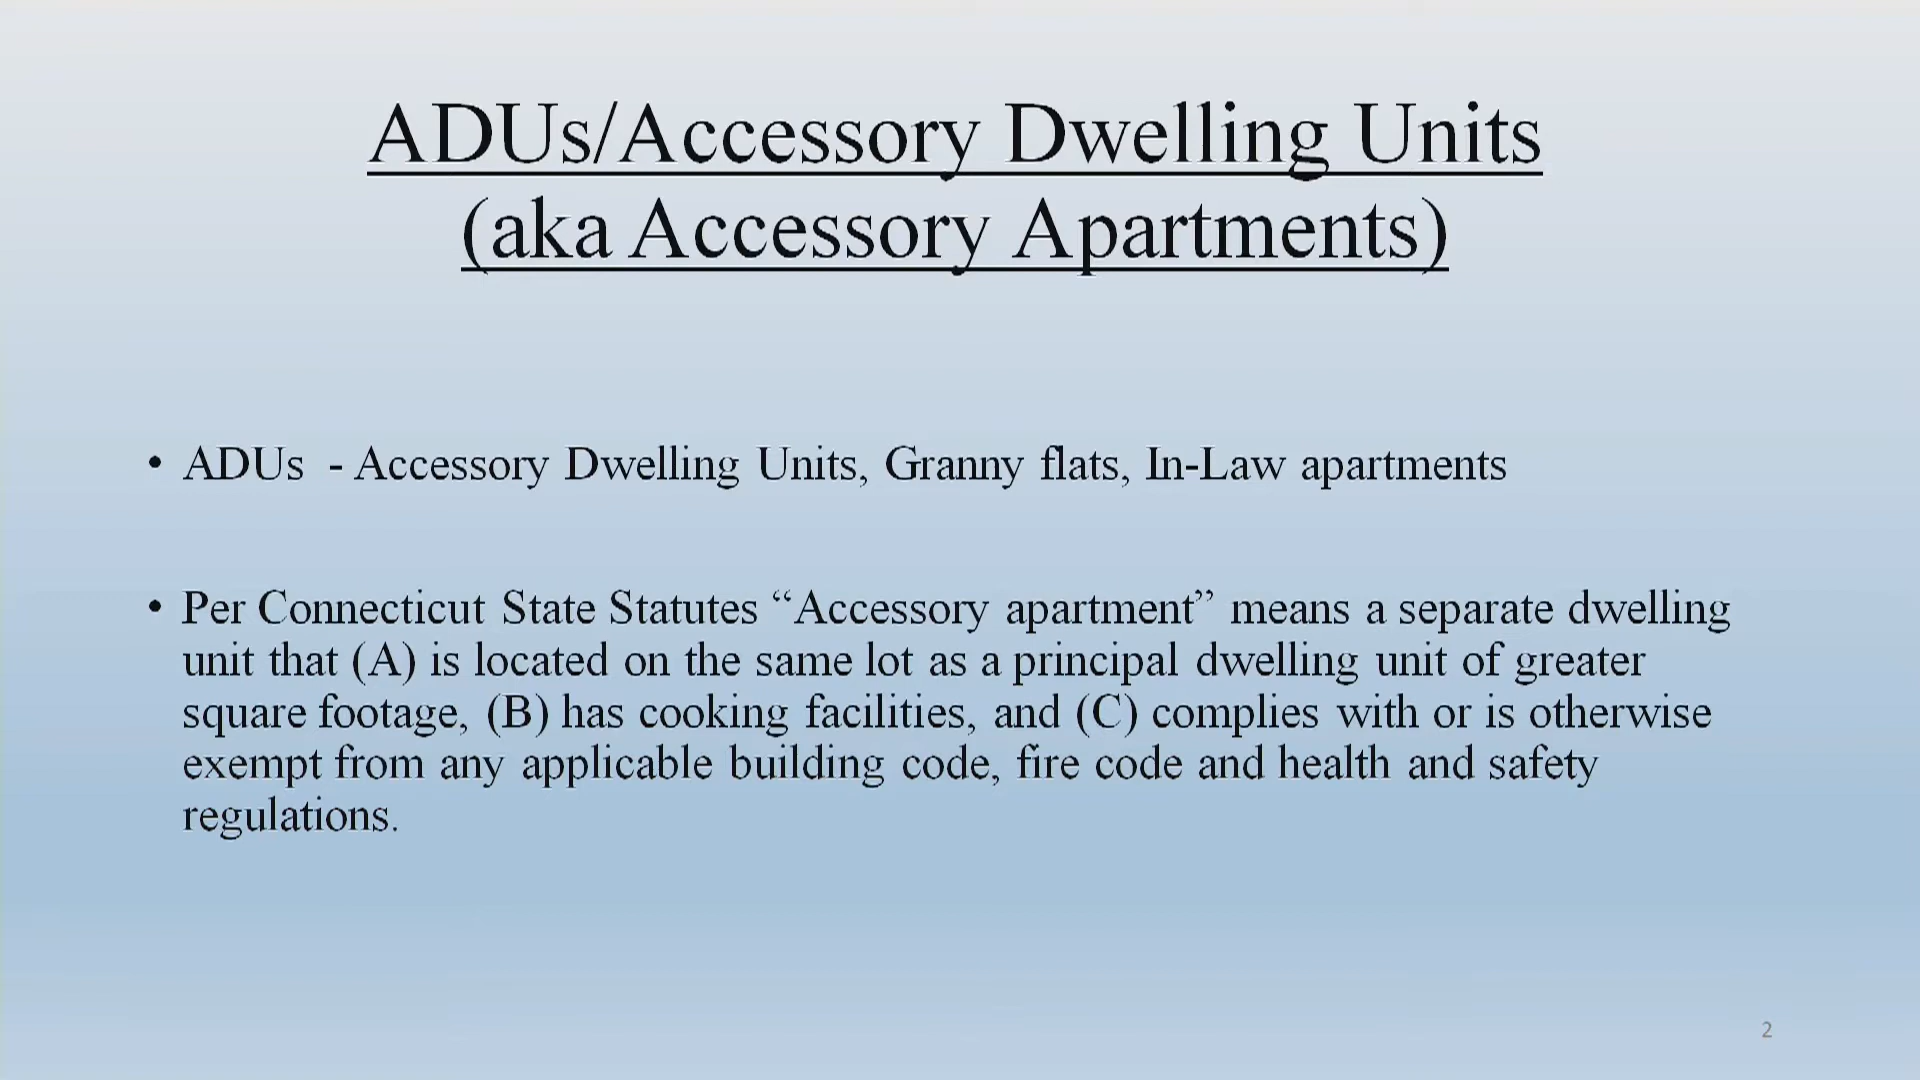 ADUs/Accessory Dwelling Units
(aka Accessory Apartments)
• ADUs - Accessory Dwelling Units, Granny flats, In-Law apartments
• Per Connecticut State Statutes “Accessory apartment” means a separate dwelling
unit that (A) is located on the same lot as a principal dwelling unit of greater
square footage, (B) has cooking facilities, and (C) complies with or is otherwise
exempt from any applicable building code, fire code and health and safety
regulations.
2